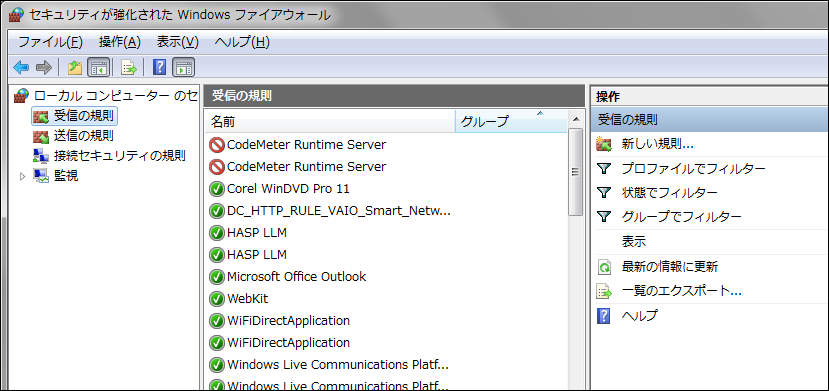 セキュリティが強化された Windows ファイアウォール
ファイル(F) 操作(A) 表示(V) ヘルプ(H)
ローカル コンピューター のセ
受信の規則
送信の規則
接続セキュリティの規則
監視
受信の規則
名前 グループ
CodeMeter Runtime Server
CodeMeter Runtime Server
Corel WinDVD Pro 11
DC_HTTP_RULE_VAIO_Smart_Netw...
HASP LLM
HASP LLM
Microsoft Office Outlook
WebKit
WiFiDirectApplication
WiFiDirectApplication
Windows Live Communications Platf...
Windows Live Communications Platf...
操作
受信の規則
新しい規則...
プロファイルでフィルター
状態でフィルター
グループでフィルター
表示
最新の情報に更新
一覧のエクスポート...
ヘルプ